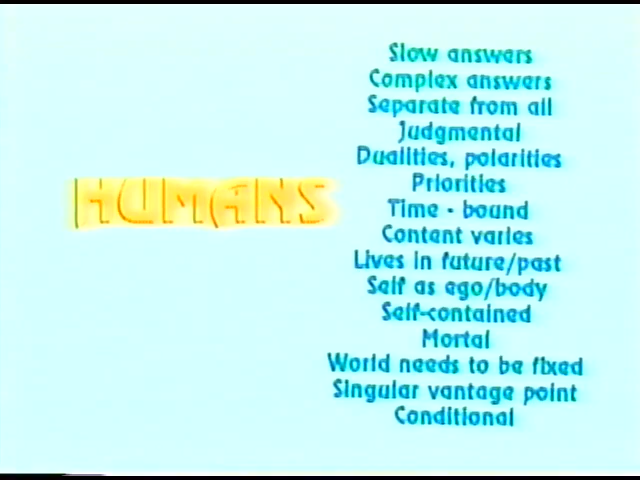 HUMANS
Slow answers
Complex answers
Separate from all
Judgmental
Dualities, polarities
Priorities
Time - bound
Content varies
Lives in future/past
Self as ego/body
Self-contained
Mortal
World needs to be fixed
Singular vantage point
Conditional